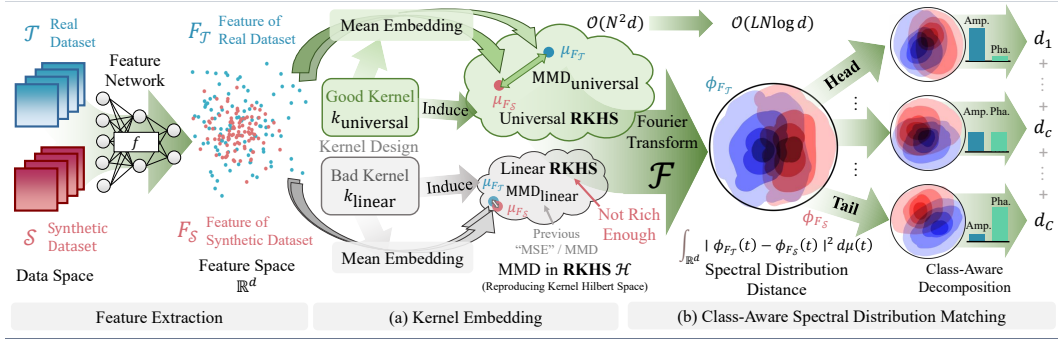 𝒯 Real
Dataset
Feature
Network
f
𝒮 Synthetic
Dataset
Data Space
F_𝒯 Feature of
Real Dataset
F_𝒮 Feature of
Synthetic Dataset
Feature Space
ℝ^d
Feature Extraction
Mean Embedding
Good Kernel
k_universal
Kernel Design
Bad Kernel
k_linear
Mean Embedding
Induce
Induce
μ_{F_𝒯}
MMD_universal
μ_{F_𝒮}
Universal RKHS
Linear RKHS
μ_{F_𝒯}
MMD_linear
μ_{F_𝒮}
Previous
“MSE” / MMD
Not Rich
Enough
MMD in RKHS ℋ
(Reproducing Kernel Hilbert Space)
(a) Kernel Embedding
𝒪(N²d)
𝒪(LN log d)
Fourier
Transform
ℱ
ϕ_{F_𝒯}
ϕ_{F_𝒮}
∫_{ℝ^d} | ϕ_{F_𝒯}(t) − ϕ_{F_𝒮}(t) |² dμ(t)
Spectral Distribution
Distance
Head
⋮
Tail
⋮
Amp.
Pha.
Amp. Pha.
Pha.
Amp.
d_1
+
⋮
+
d_c
+
⋮
+
d_C
Class-Aware
Decomposition
(b) Class-Aware Spectral Distribution Matching